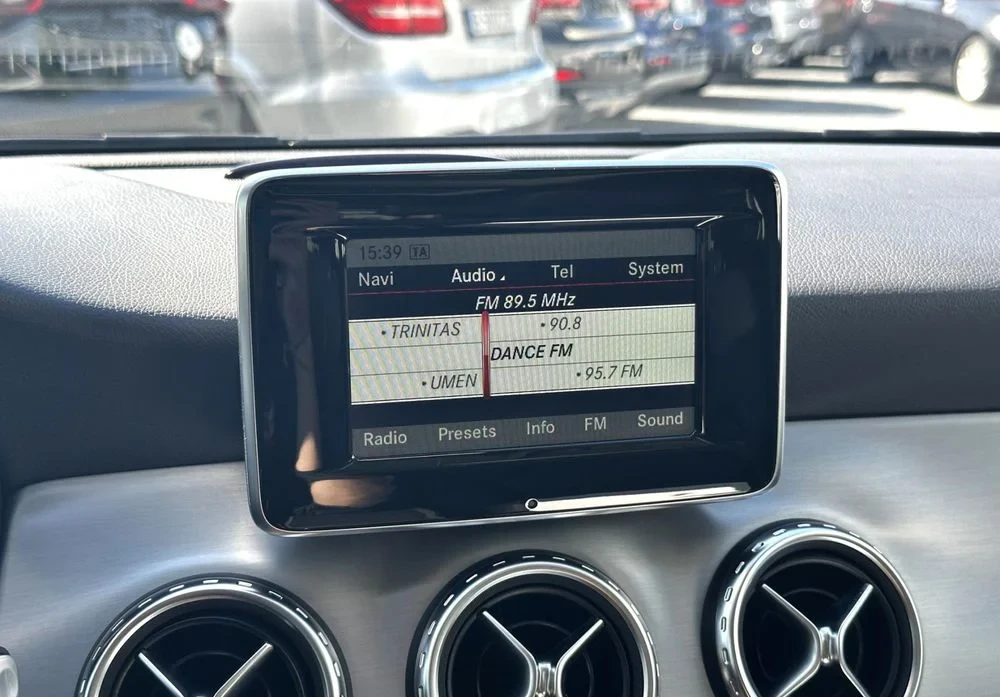 15:39 TA
Navi Audio Tel System
FM 89.5 MHz
• TRINITAS • 90.8
DANCE FM
• UMEN • 95.7 FM
Radio Presets Info FM Sound